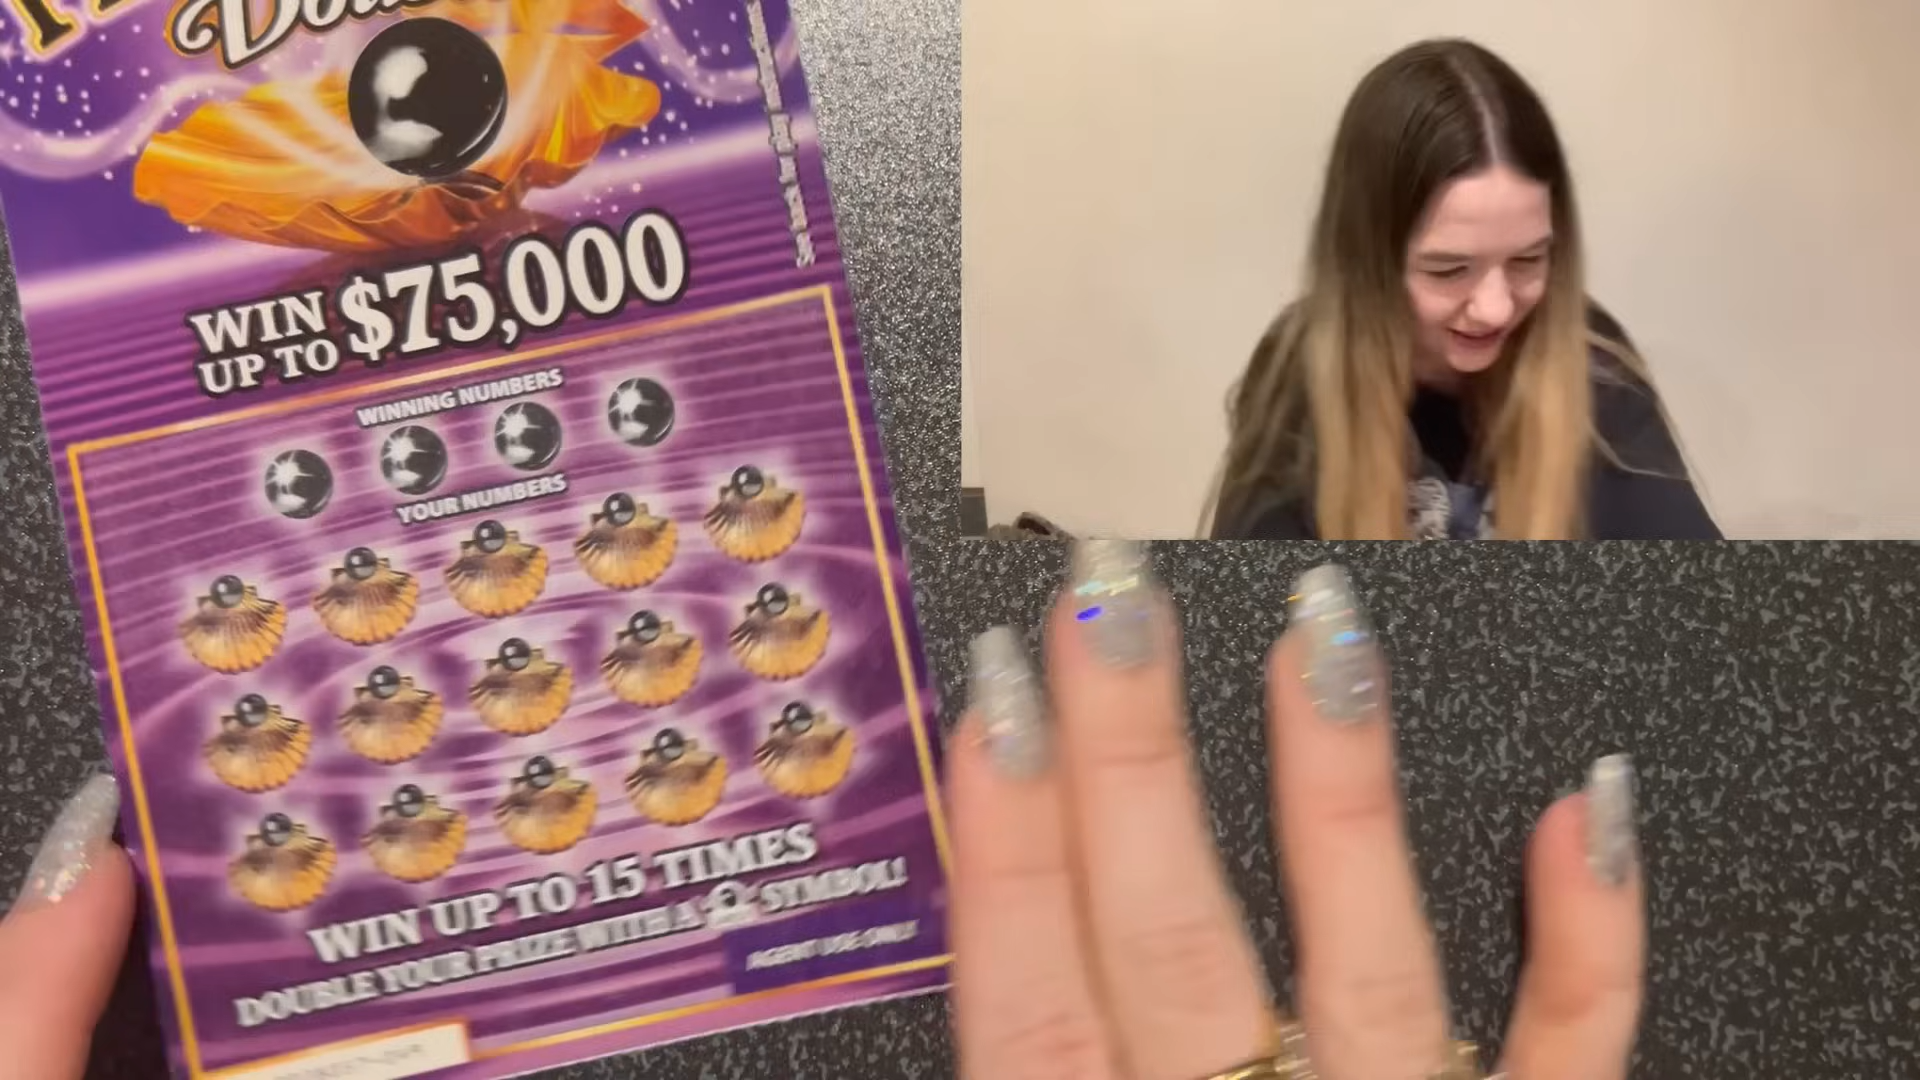 WIN
UP TO $75,000
WINNING NUMBERS
YOUR NUMBERS
WIN UP TO 15 TIMES
DOUBLE YOUR PRIZE WITH A SYMBOL!
AGENT USE ONLY